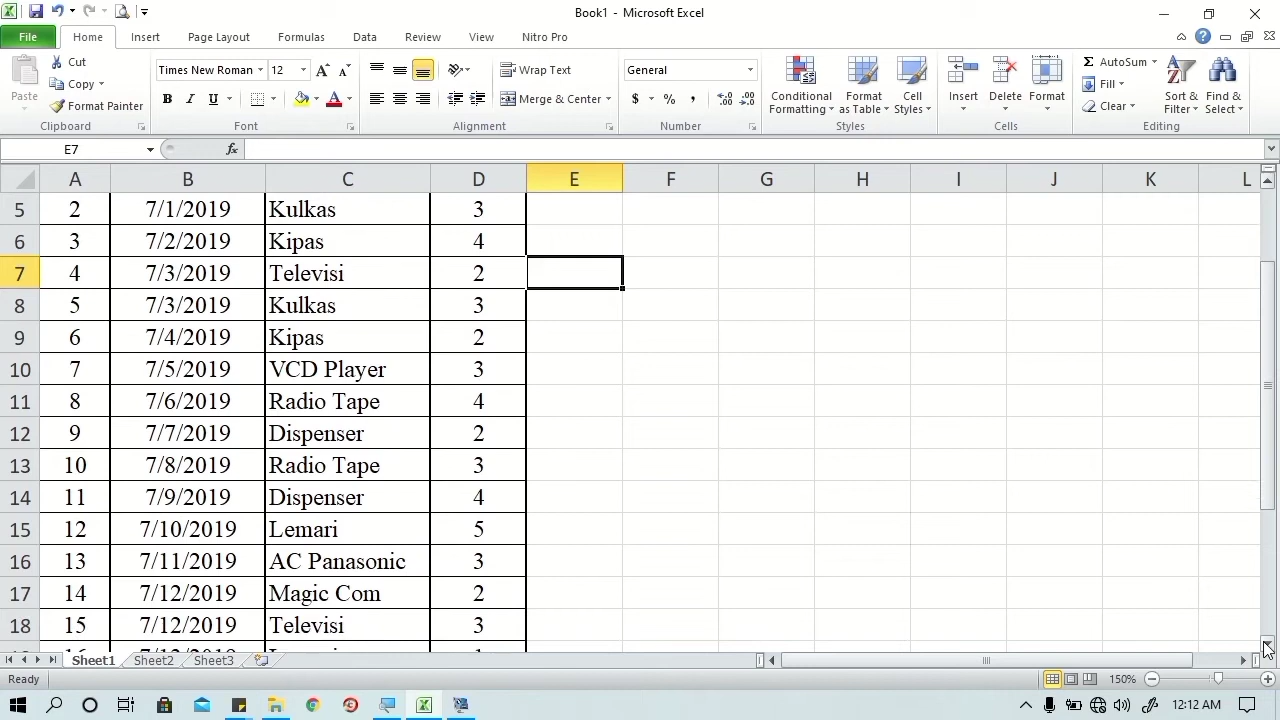 Book1 - Microsoft Excel
File Home Insert Page Layout Formulas Data Review View Nitro Pro
Paste
Cut
Copy
Format Painter
Clipboard
Times New Roman 12
B I U
Font
Wrap Text
Merge & Center
Alignment
General
$ % ,
Number
Conditional Formatting
Format as Table
Cell Styles
Styles
Insert Delete Format
Cells
AutoSum
Fill
Clear
Sort & Filter
Find & Select
Editing
E7 fx
A B C D E F G H I J K L
5 2 7/1/2019 Kulkas 3
6 3 7/2/2019 Kipas 4
7 4 7/3/2019 Televisi 2
8 5 7/3/2019 Kulkas 3
9 6 7/4/2019 Kipas 2
10 7 7/5/2019 VCD Player 3
11 8 7/6/2019 Radio Tape 4
12 9 7/7/2019 Dispenser 2
13 10 7/8/2019 Radio Tape 3
14 11 7/9/2019 Dispenser 4
15 12 7/10/2019 Lemari 5
16 13 7/11/2019 AC Panasonic 3
17 14 7/12/2019 Magic Com 2
18 15 7/12/2019 Televisi 3
Sheet1 Sheet2 Sheet3
Ready 150%
12:12 AM